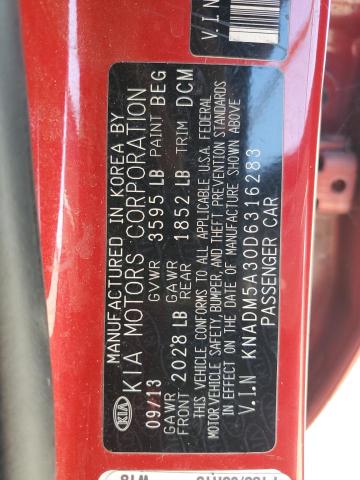 MANUFACTURED IN KOREA BY
KIA MOTORS CORPORATION
KIA
09/13 GVWR 3595 LB PAINT BEG
GAWR FRONT 2028 LB GAWR REAR 1852 LB TRIM DCM
THIS VEHICLE CONFORMS TO ALL APPLICABLE U.S.A. FEDERAL
MOTOR VEHICLE SAFETY, BUMPER, AND THEFT PREVENTION STANDARDS
IN EFFECT ON THE DATE OF MANUFACTURE SHOWN ABOVE
V.I.N KNADM5A30D6316283
PASSENGER CAR
V.I.N